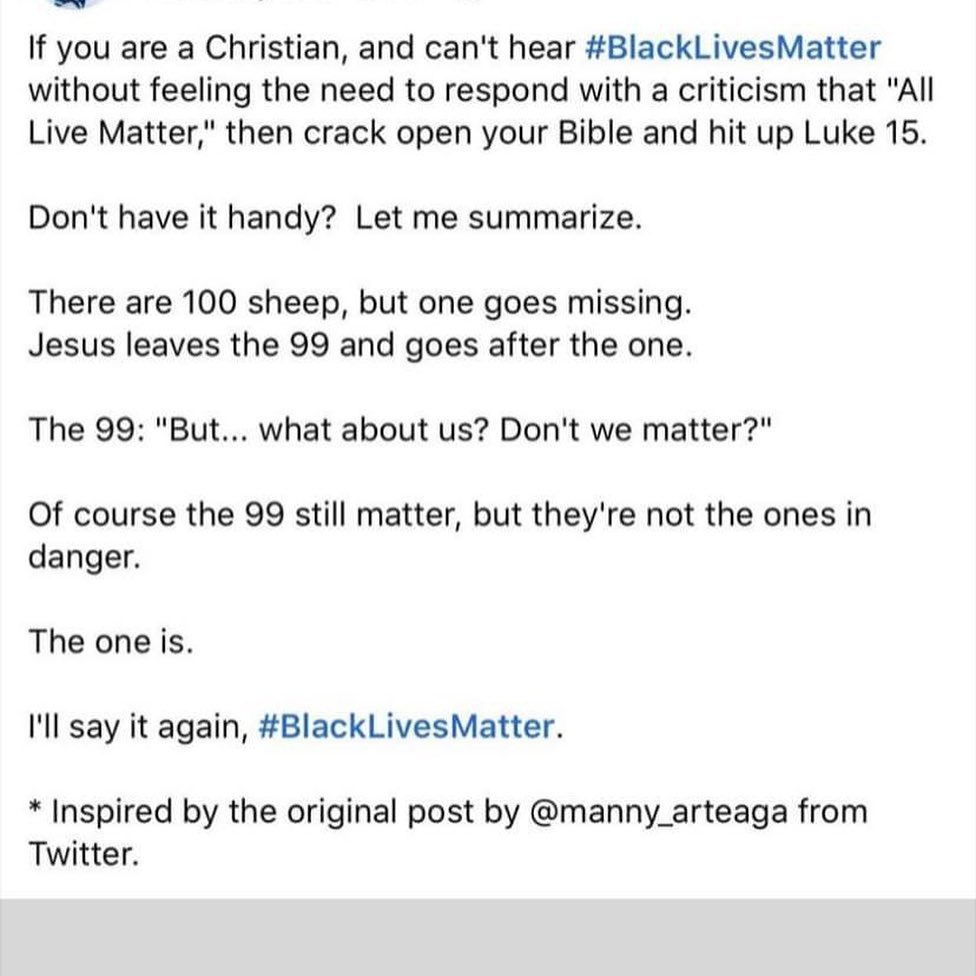 If you are a Christian, and can't hear #BlackLivesMatter
without feeling the need to respond with a criticism that "All
Live Matter," then crack open your Bible and hit up Luke 15.
Don't have it handy?  Let me summarize.
There are 100 sheep, but one goes missing.
Jesus leaves the 99 and goes after the one.
The 99: "But... what about us? Don't we matter?"
Of course the 99 still matter, but they're not the ones in
danger.
The one is.
I'll say it again, #BlackLivesMatter.
* Inspired by the original post by @manny_arteaga from
Twitter.